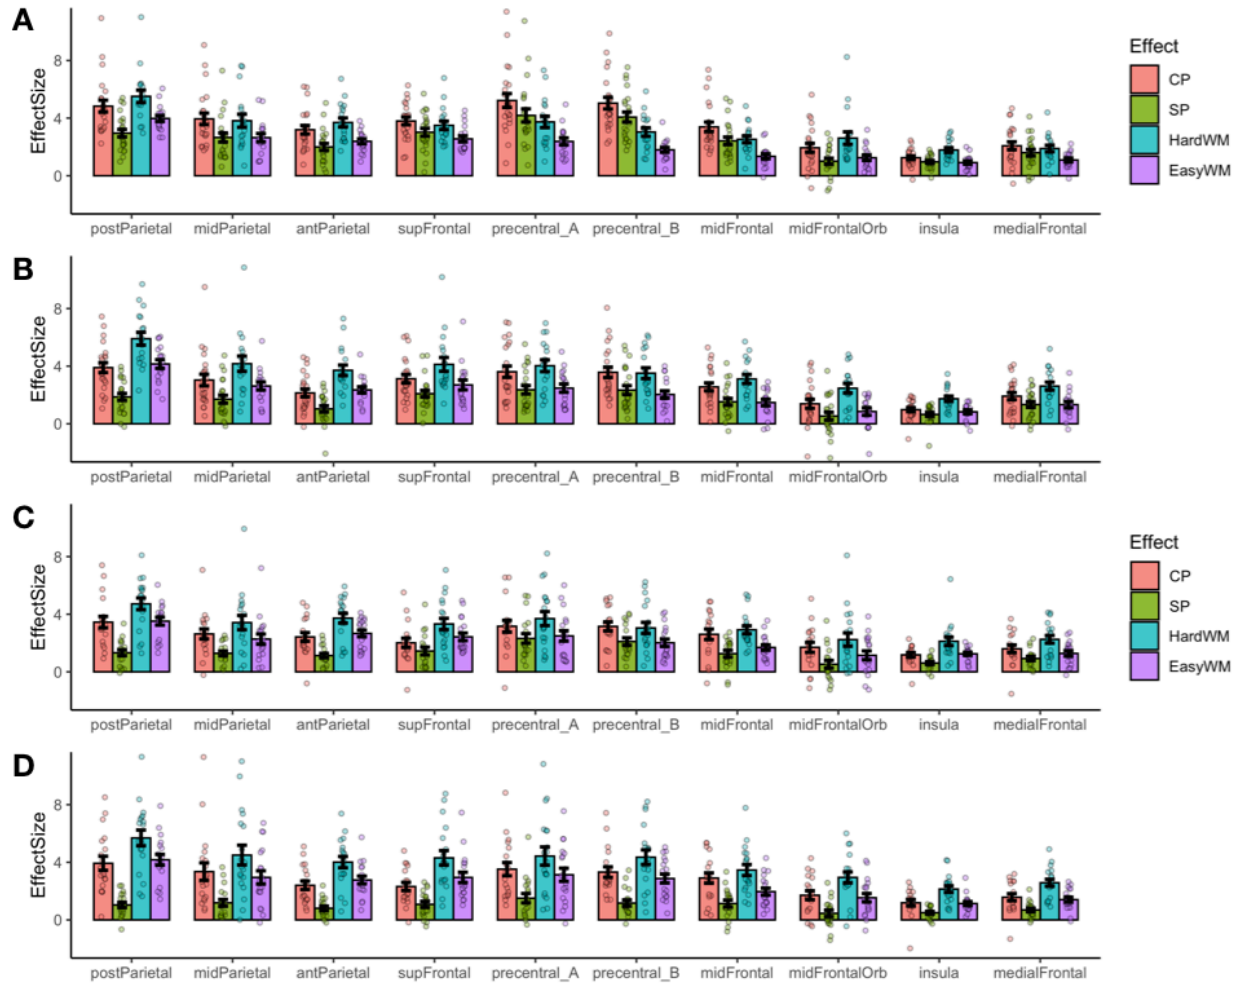 A
EffectSize
8
4
0
postParietal midParietal antParietal supFrontal precentral_A precentral_B midFrontal midFrontalOrb insula medialFrontal
Effect
CP
SP
HardWM
EasyWM
B
EffectSize
8
4
0
postParietal midParietal antParietal supFrontal precentral_A precentral_B midFrontal midFrontalOrb insula medialFrontal
C
EffectSize
8
4
0
postParietal midParietal antParietal supFrontal precentral_A precentral_B midFrontal midFrontalOrb insula medialFrontal
Effect
CP
SP
HardWM
EasyWM
D
EffectSize
8
4
0
postParietal midParietal antParietal supFrontal precentral_A precentral_B midFrontal midFrontalOrb insula medialFrontal